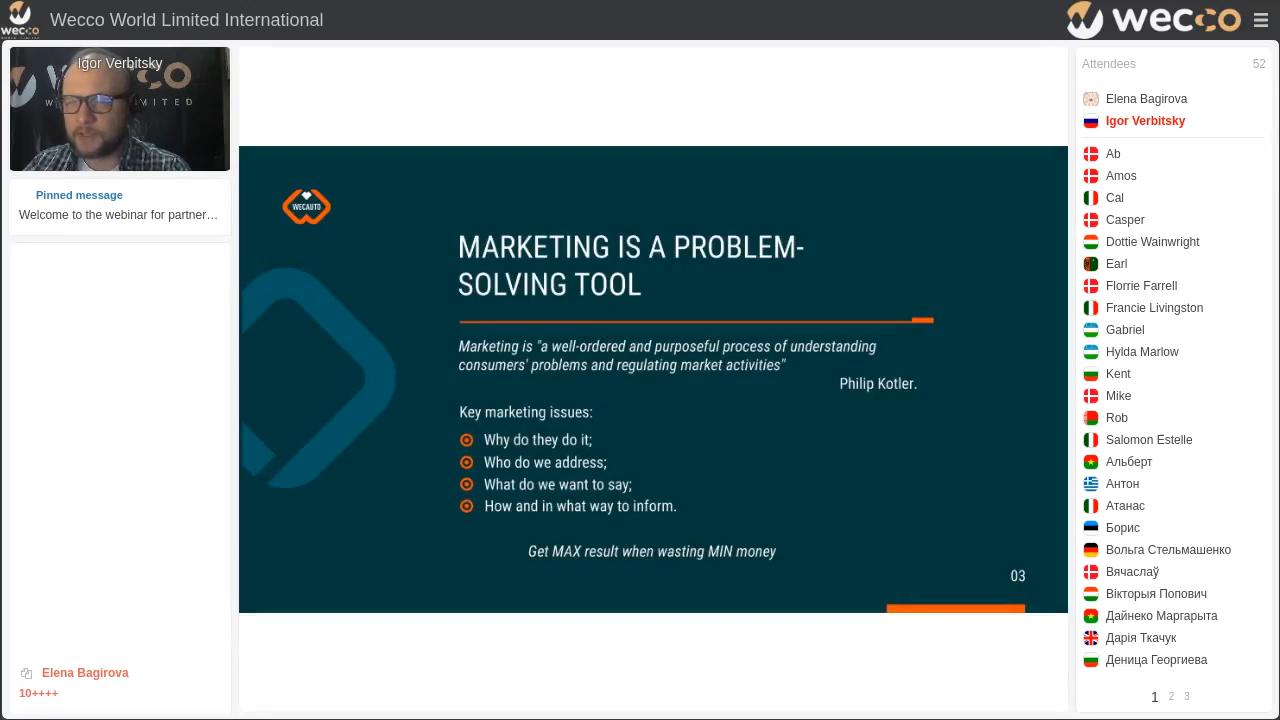 wecco
Wecco World Limited International
wecco
Igor Verbitsky
Pinned message
Welcome to the webinar for partner…
Elena Bagirova
10++++
WECAUTO
MARKETING IS A PROBLEM-
SOLVING TOOL
Marketing is "a well-ordered and purposeful process of understanding
consumers' problems and regulating market activities"
Philip Kotler.
Key marketing issues:
Why do they do it;
Who do we address;
What do we want to say;
How and in what way to inform.
Get MAX result when wasting MIN money
03
Attendees 52
Elena Bagirova
Igor Verbitsky
Ab
Amos
Cal
Casper
Dottie Wainwright
Earl
Florrie Farrell
Francie Livingston
Gabriel
Hylda Marlow
Kent
Mike
Rob
Salomon Estelle
Альберт
Антон
Атанас
Борис
Вольга Стельмашенко
Вячаслаў
Вікторыя Попович
Дайнеко Маргарыта
Дарія Ткачук
Деница Георгиева
1 2 3